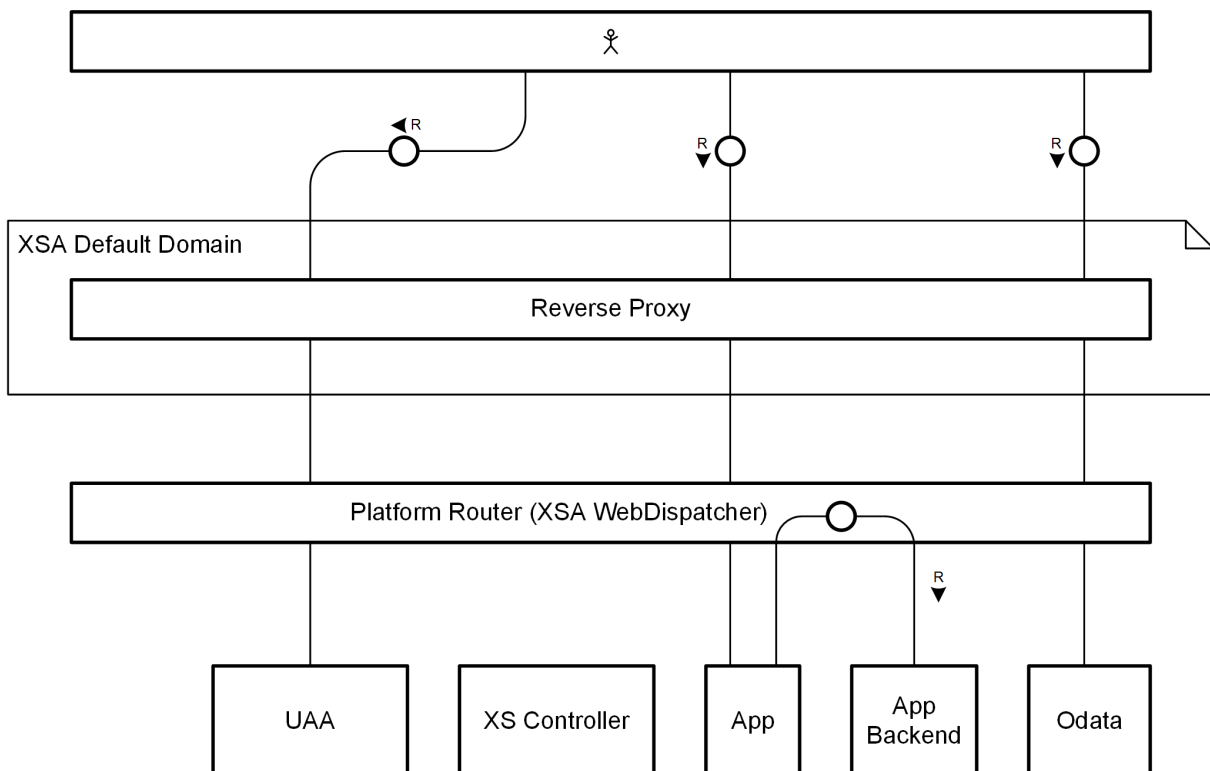 R
R
R
XSA Default Domain
Reverse Proxy
Platform Router (XSA WebDispatcher)
R
UAA
XS Controller
App
App
Backend
Odata